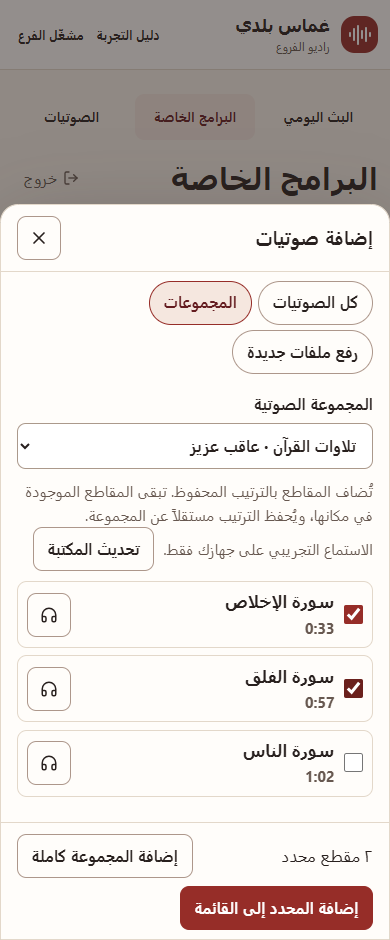 غماس بلدي
راديو الفروع
دليل التجربة
مشغّل الفرع
البث اليومي
البرامج الخاصة
الصوتيات
البرامج الخاصة
خروج
إضافة صوتيات
كل الصوتيات
المجموعات
رفع ملفات جديدة
المجموعة الصوتية
تلاوات القرآن · عاقب عزيز
تُضاف المقاطع بالترتيب المحفوظ. تبقى المقاطع الموجودة
في مكانها، ويُحفظ الترتيب مستقلاً عن المجموعة.
الاستماع التجريبي على جهازك فقط.
تحديث المكتبة
سورة الإخلاص
0:33
سورة الفلق
0:57
سورة الناس
1:02
٢ مقطع محدد
إضافة المجموعة كاملة
إضافة المحدد إلى القائمة